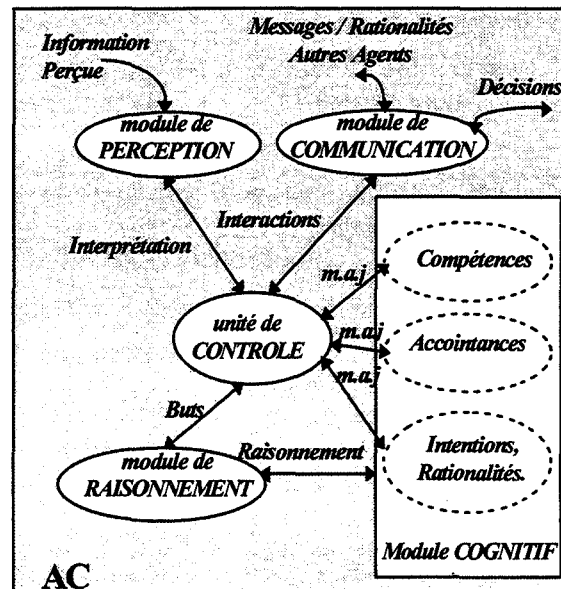 Messages / Rationalités
Autres Agents
Information
Perçue
Décisions
module de
PERCEPTION
module de
COMMUNICATION
Interactions
Interprétation
Compétences
m.a.j
unité de
CONTROLE
m.a.j
Accointances
m.a.j
Buts
Raisonnement
module de
RAISONNEMENT
Intentions,
Rationalités.
Module COGNITIF
AC